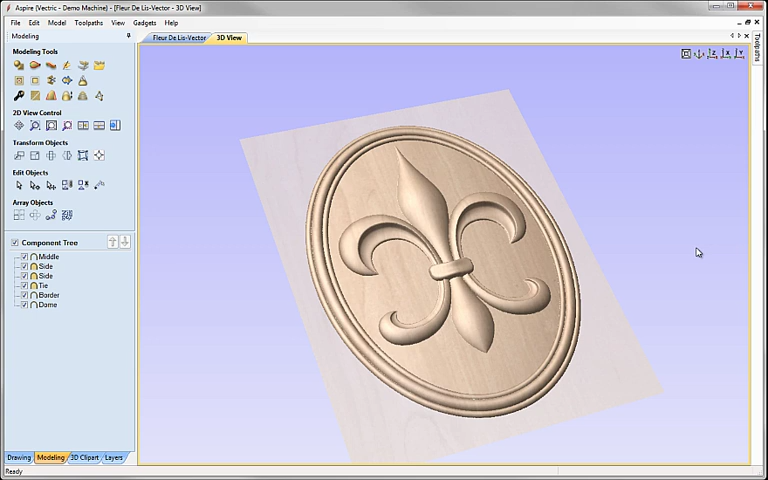 Aspire (Vectric - Demo Machine) - [Fleur De Lis-Vector - 3D View]
File Edit Model Toolpaths View Gadgets Help
Modeling
Fleur De Lis-Vector 3D View
Toolpaths
Modeling Tools
2D View Control
Transform Objects
Edit Objects
Array Objects
Component Tree
Middle
Side
Side
Tie
Border
Dome
Drawing Modeling 3D Clipart Layers
Ready